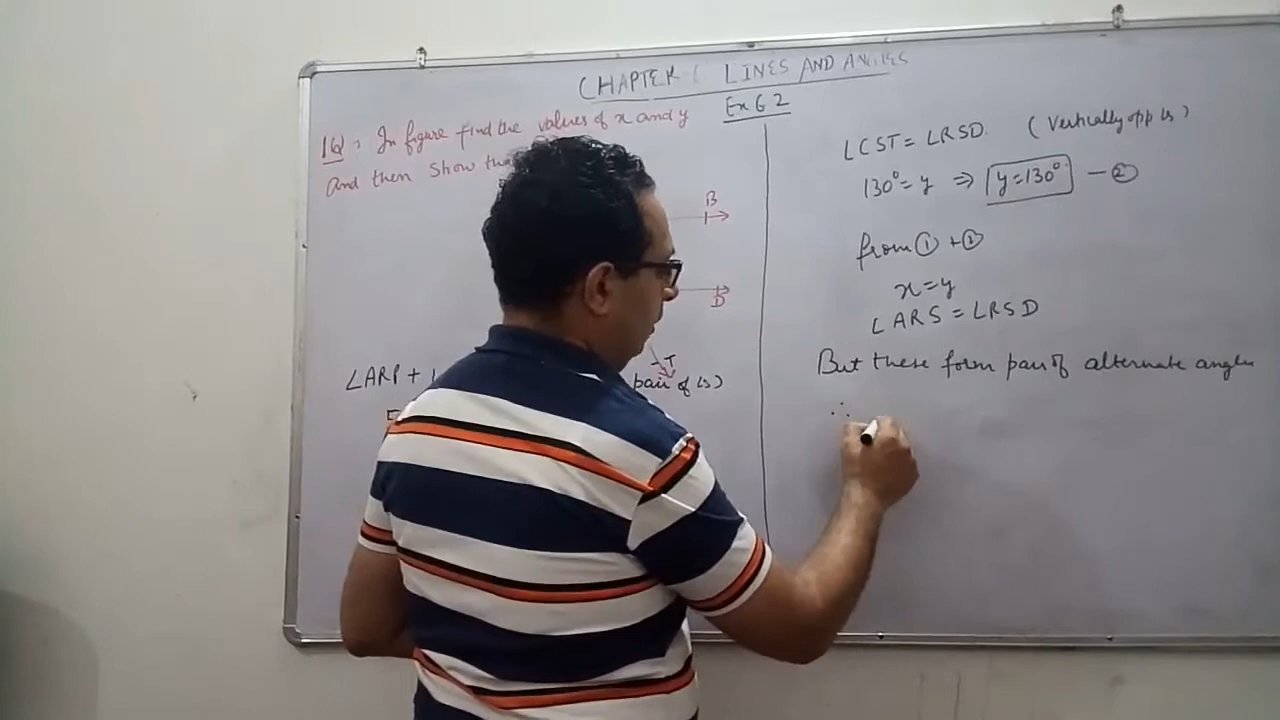 CHAPTER 6 LINES AND ANGLES
Ex 6.2
1Q. In figure find the values of x and y
and then show
B
D
T
∠ARP +
pair of ∠s)
∠CST = ∠RSD. (Vertically opp ∠s)
130° = y ⇒ y = 130° — ②
from ① + ②
x = y
∠ARS = ∠RSD
But these form pair of alternate angles
∴